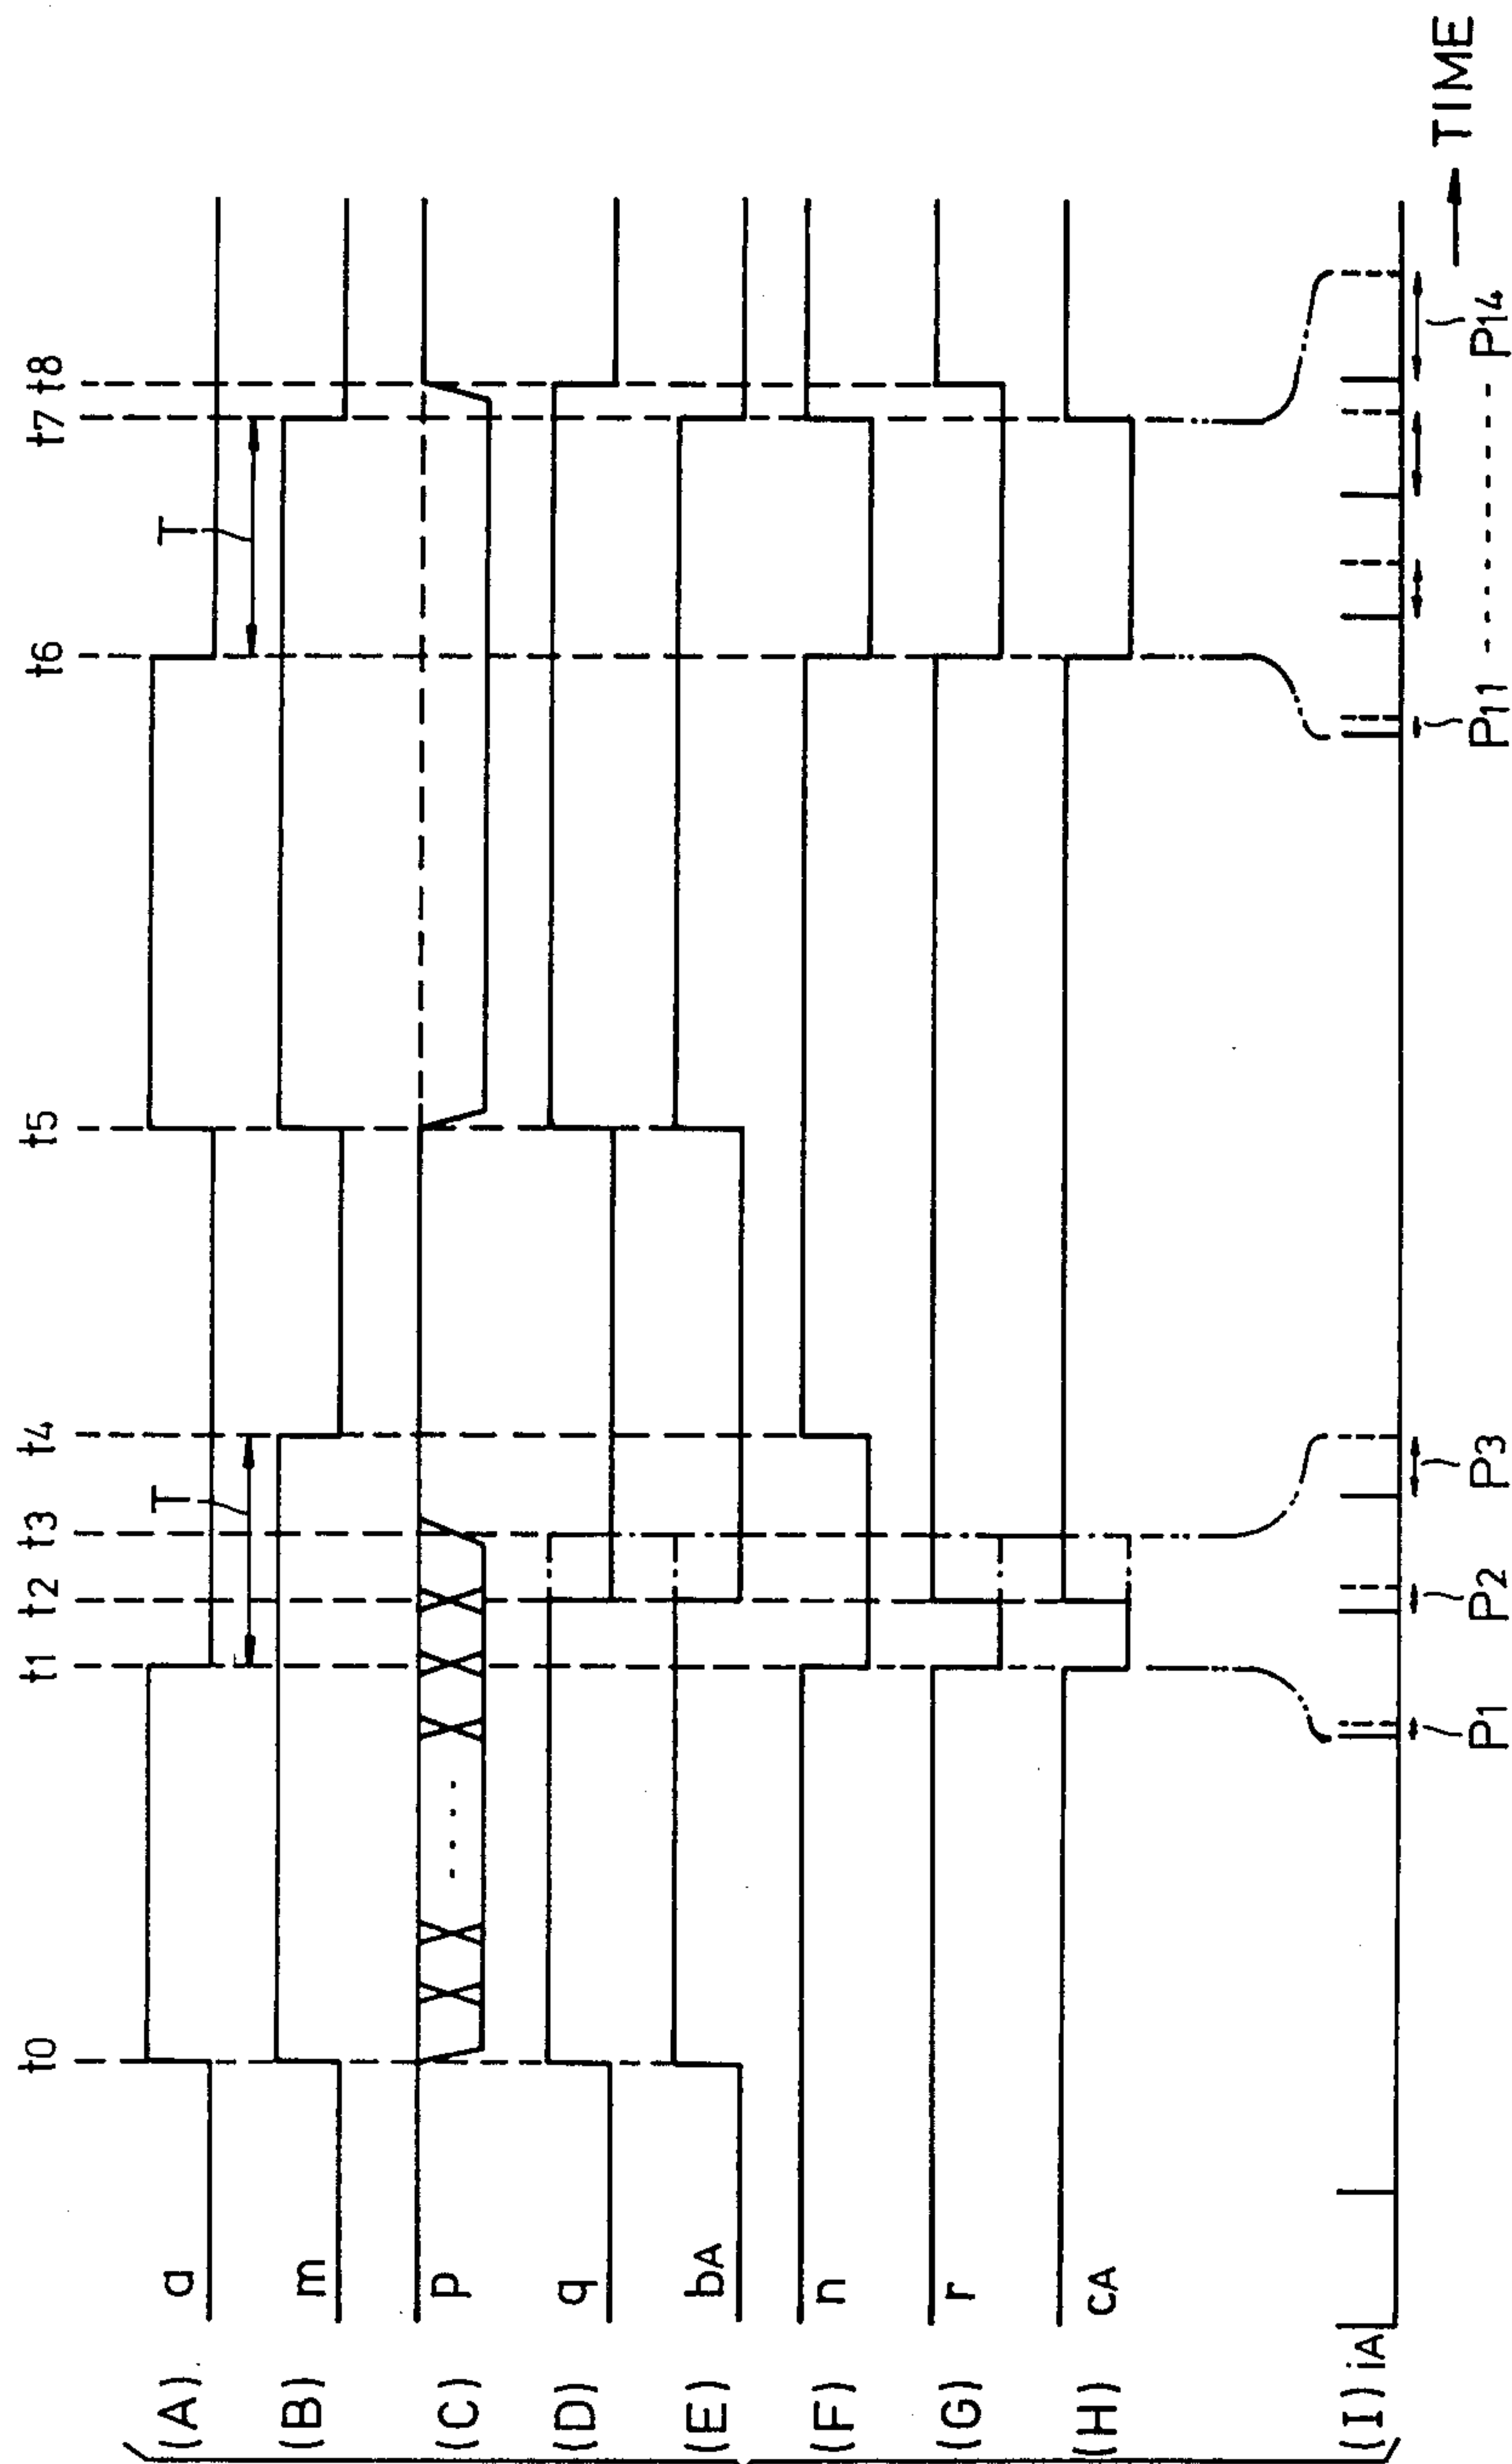 t0 t1 t2 t3 t4 t5 t6 t7 t8
T T
(A) a
(B) m
(C) p
(D) q
(E) bA
(F) n
(G) r
(H) cA
(I) iA
P1 P2 P3 P11 P14
TIME